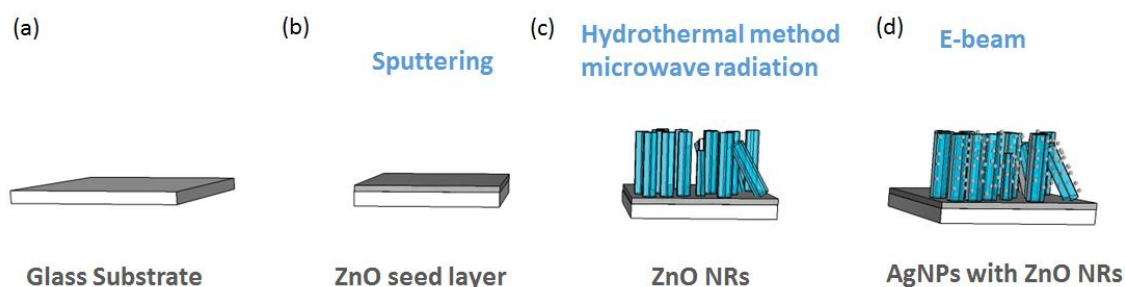 (a)
(b)
Sputtering
(c)
Hydrothermal method
microwave radiation
(d)
E-beam
Glass Substrate
ZnO seed layer
ZnO NRs
AgNPs with ZnO NRs